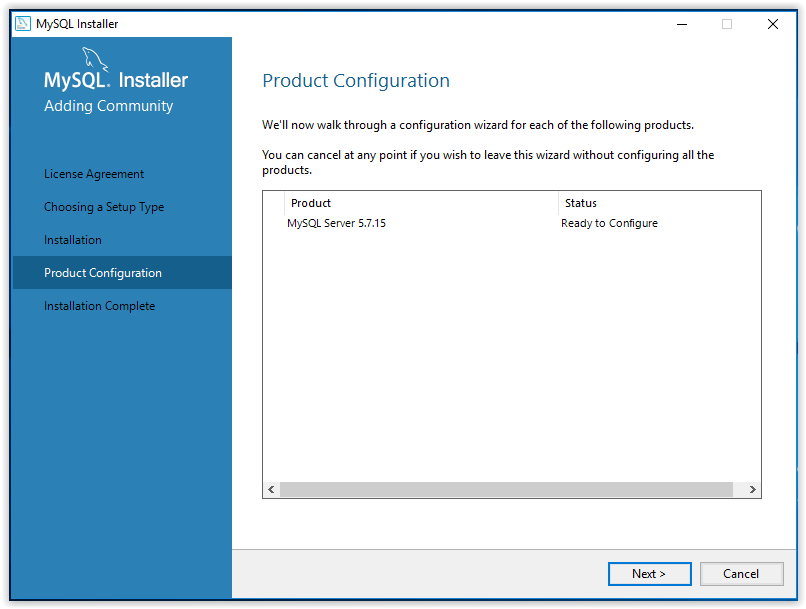 MySQL Installer
MySQL. Installer
Adding Community
License Agreement
Choosing a Setup Type
Installation
Product Configuration
Installation Complete
Product Configuration
We'll now walk through a configuration wizard for each of the following products.
You can cancel at any point if you wish to leave this wizard without configuring all the
products.
Product Status
MySQL Server 5.7.15 Ready to Configure
Next > Cancel